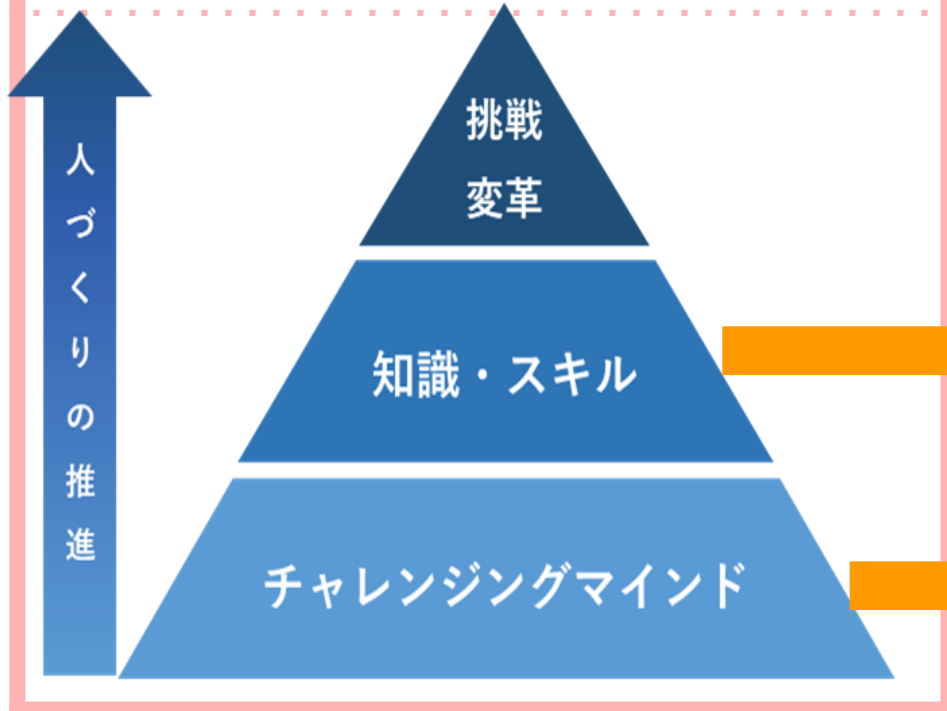 人づくりの推進
挑戦
変革
知識・スキル
チャレンジングマインド